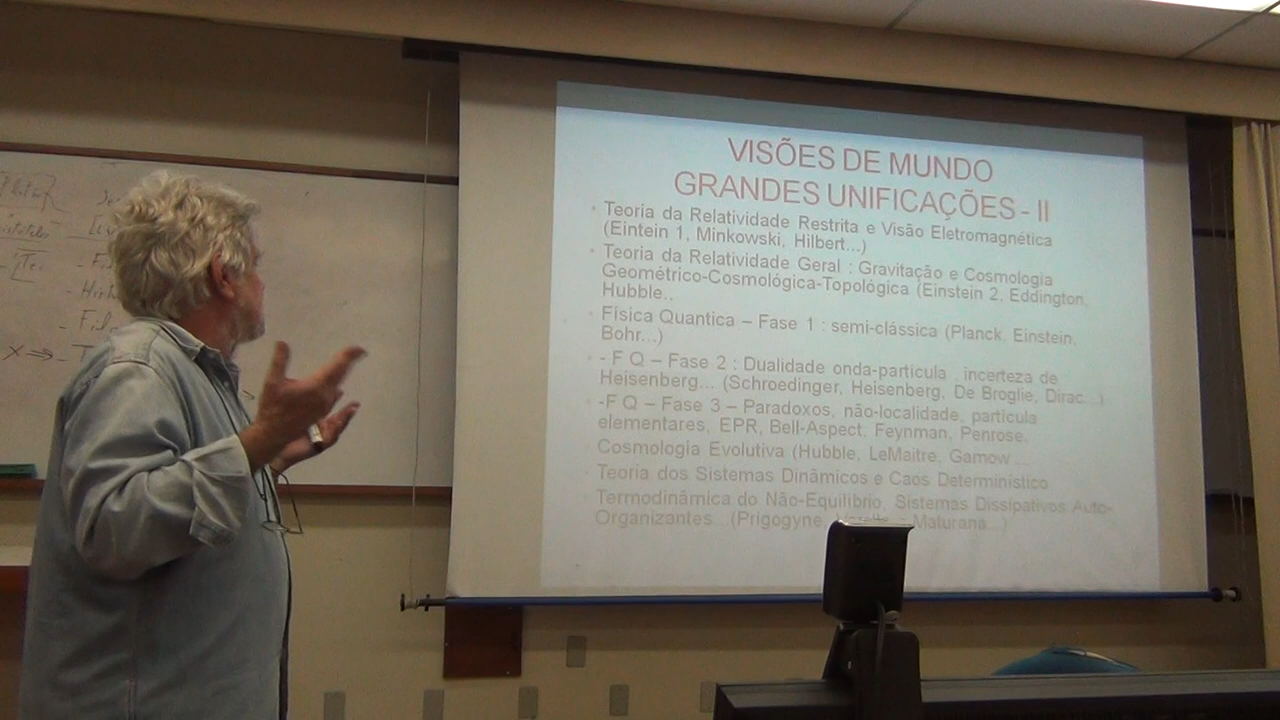 VISÕES DE MUNDO
GRANDES UNIFICAÇÕES - II
• Teoria da Relatividade Restrita e Visão Eletromagnética
(Eintein 1, Minkowski, Hilbert...)
• Teoria da Relatividade Geral : Gravitação e Cosmologia
Geométrico-Cosmológica-Topológica (Einstein 2, Eddington,
Hubble..
• Física Quantica – Fase 1 : semi-clássica (Planck, Einstein,
Bohr...)
• - F Q – Fase 2 : Dualidade onda-partícula , incerteza de
Heisenberg... (Schroedinger, Heisenberg, De Broglie, Dirac...)
• -F Q – Fase 3 – Paradoxos, não-localidade, partícula
elementares, EPR, Bell-Aspect, Feynman, Penrose,
Cosmologia Evolutiva (Hubble, LeMaitre, Gamow ...
Teoria dos Sistemas Dinâmicos e Caos Determinístico
Termodinâmica do Não-Equilíbrio, Sistemas Dissipativos Auto-
Organizantes...(Prigogyne, Maturana...)